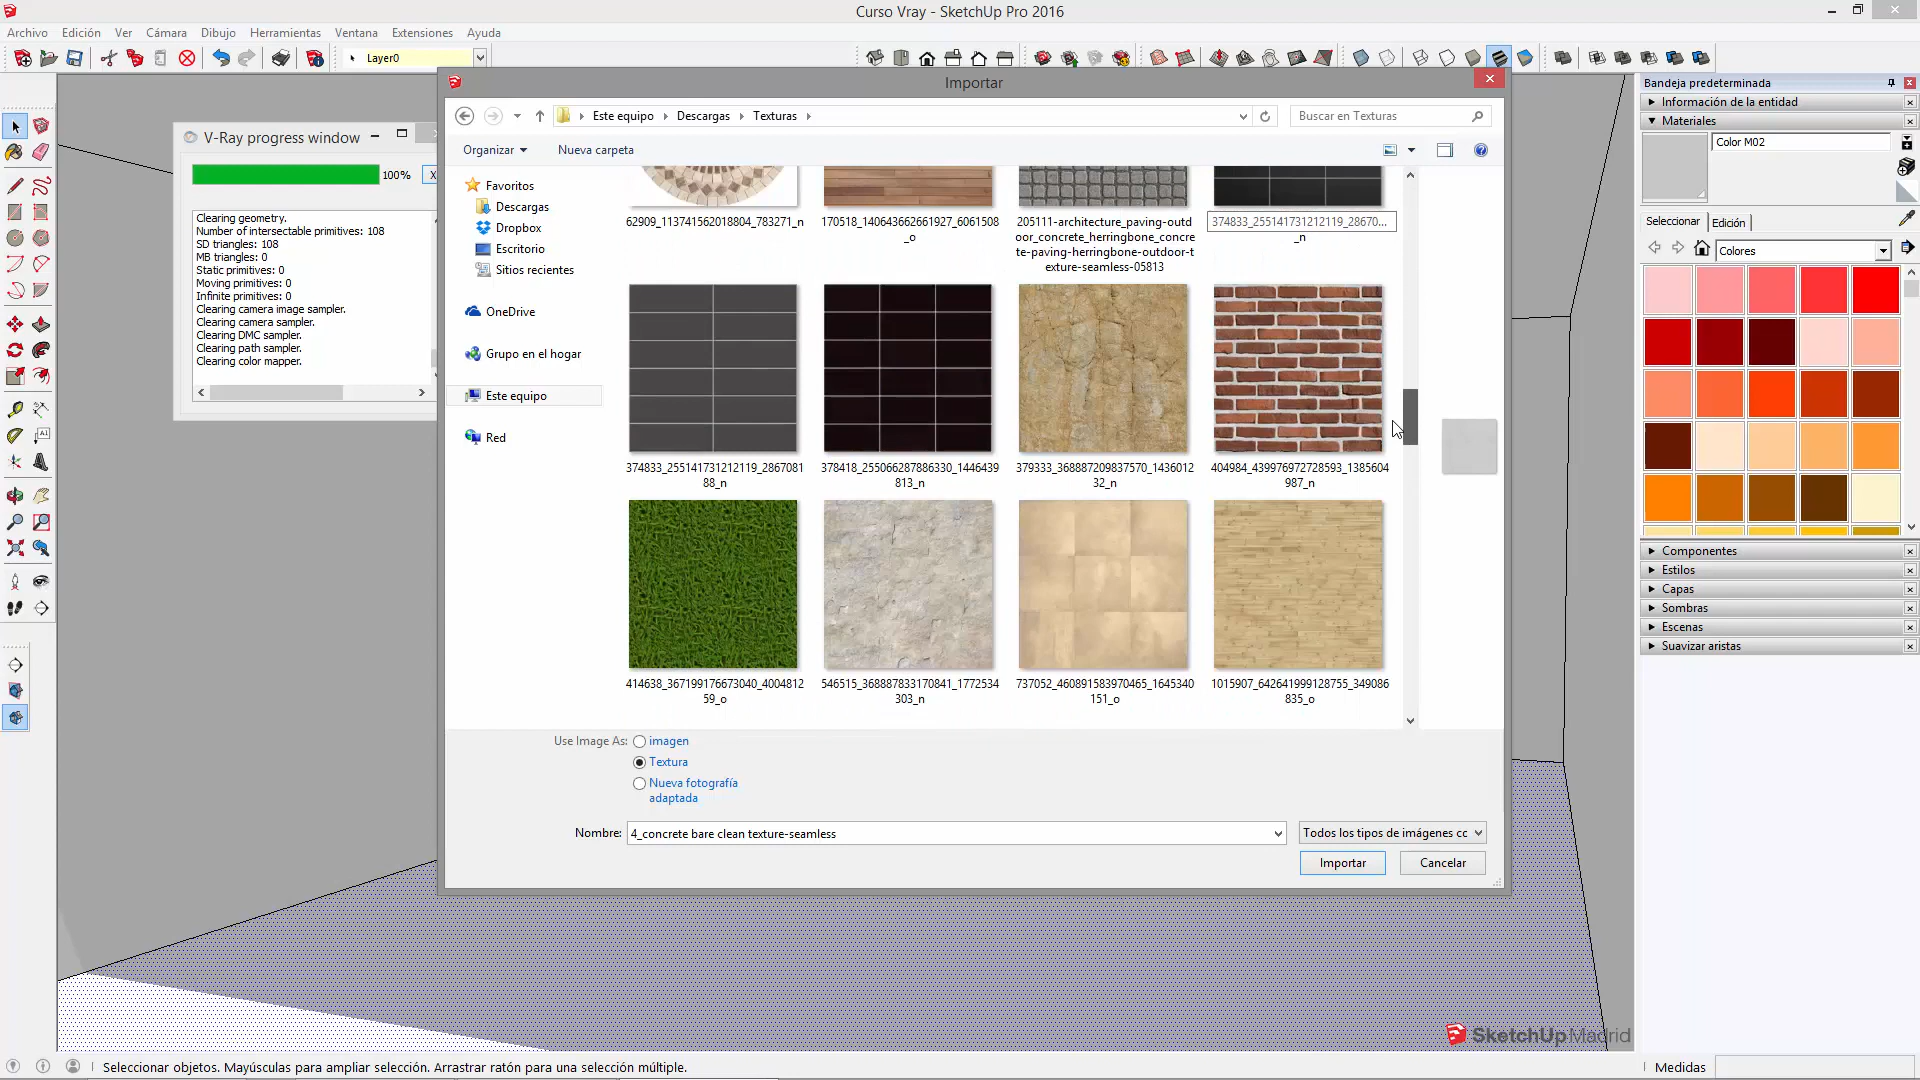 Curso Vray - SketchUp Pro 2016
Archivo Edición Ver Cámara Dibujo Herramientas Ventana Extensiones Ayuda
Layer0
Importar
Bandeja predeterminada
Información de la entidad
Materiales
Color M02
Seleccionar Edición
Colores
Componentes
Estilos
Capas
Sombras
Escenas
Suavizar aristas
V-Ray progress window
100% X
Clearing geometry.
Number of intersectable primitives: 108
SD triangles: 108
MB triangles: 0
Static primitives: 0
Moving primitives: 0
Infinite primitives: 0
Clearing camera image sampler.
Clearing camera sampler.
Clearing DMC sampler.
Clearing path sampler.
Clearing color mapper.
Este equipo Descargas Texturas
Buscar en Texturas
Organizar Nueva carpeta
Favoritos
Descargas
Dropbox
Escritorio
Sitios recientes
OneDrive
Grupo en el hogar
Este equipo
Red
62909_113741562018804_783271_n
170518_140643662661927_6061508
_o
205111-architecture_paving-outd
oor_concrete_herringbone_concre
te-paving-herringbone-outdoor-t
exture-seamless-05813
374833_255141731212119_28670...
_n
374833_255141731212119_2867081
88_n
378418_255066287886330_1446439
813_n
379333_368887209837570_1436012
32_n
404984_439976972728593_1385604
987_n
414638_367199176673040_4004812
59_o
546515_368887833170841_1772534
303_n
737052_460891583970465_1645340
151_o
1015907_642641999128755_349086
835_o
Use Image As: imagen
Textura
Nueva fotografía
adaptada
Nombre: 4_concrete bare clean texture-seamless
Todos los tipos de imágenes cc
Importar Cancelar
SketchUpMadrid
Seleccionar objetos. Mayúsculas para ampliar selección. Arrastrar ratón para una selección múltiple.
Medidas